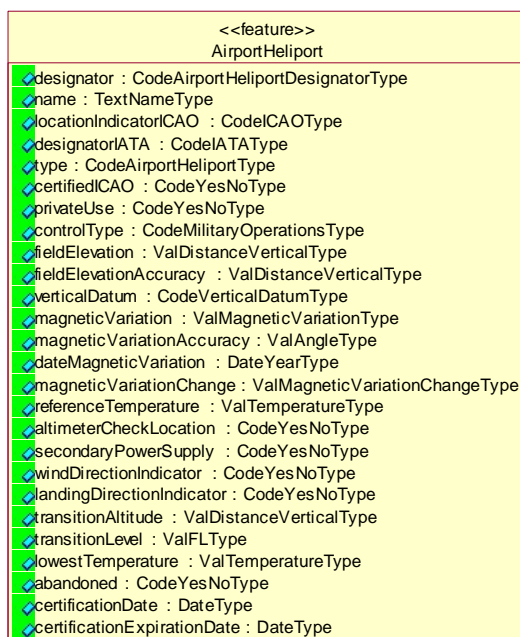 <<feature>>
AirportHeliport
designator : CodeAirportHeliportDesignatorType
name : TextNameType
locationIndicatorICAO : CodeICAOType
designatorIATA : CodeIATAType
type : CodeAirportHeliportType
certifiedICAO : CodeYesNoType
privateUse : CodeYesNoType
controlType : CodeMilitaryOperationsType
fieldElevation : ValDistanceVerticalType
fieldElevationAccuracy : ValDistanceVerticalType
verticalDatum : CodeVerticalDatumType
magneticVariation : ValMagneticVariationType
magneticVariationAccuracy : ValAngleType
dateMagneticVariation : DateYearType
magneticVariationChange : ValMagneticVariationChangeType
referenceTemperature : ValTemperatureType
altimeterCheckLocation : CodeYesNoType
secondaryPowerSupply : CodeYesNoType
windDirectionIndicator : CodeYesNoType
landingDirectionIndicator : CodeYesNoType
transitionAltitude : ValDistanceVerticalType
transitionLevel : ValFLType
lowestTemperature : ValTemperatureType
abandoned : CodeYesNoType
certificationDate : DateType
certificationExpirationDate : DateType